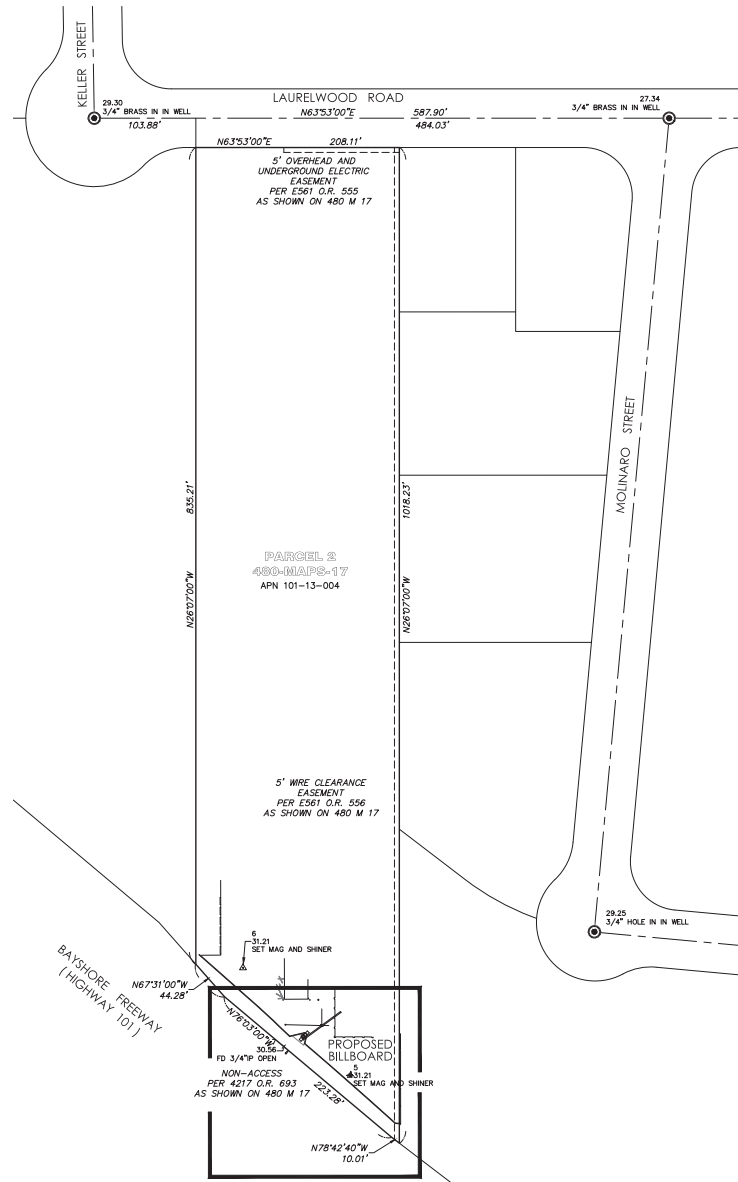 KELLER STREET
29.30
3/4" BRASS IN IN WELL
103.88'
LAURELWOOD ROAD
N63°53'00"E 587.90'
484.03'
27.34
3/4" BRASS IN IN WELL
N63°53'00"E 208.11'
5' OVERHEAD AND
UNDERGROUND ELECTRIC
EASEMENT
PER E561 O.R. 555
AS SHOWN ON 480 M 17
835.21'
N26°07'00"W
1018.23'
N26°07'00"W
MOLINARO STREET
PARCEL 2
480-MAPS-17
APN 101-13-004
5' WIRE CLEARANCE
EASEMENT
PER E561 O.R. 556
AS SHOWN ON 480 M 17
29.25
3/4" HOLE IN IN WELL
6
31.21
SET MAG AND SHINER
BAYSHORE FREEWAY
(HIGHWAY 101)
N67°31'00"W
44.28'
N76°03'00"W
30.56
FD 3/4"IP OPEN
PROPOSED
BILLBOARD
5
31.21
SET MAG AND SHINER
NON-ACCESS
PER 4217 O.R. 693
AS SHOWN ON 480 M 17
223.28'
N78°42'40"W
10.01'